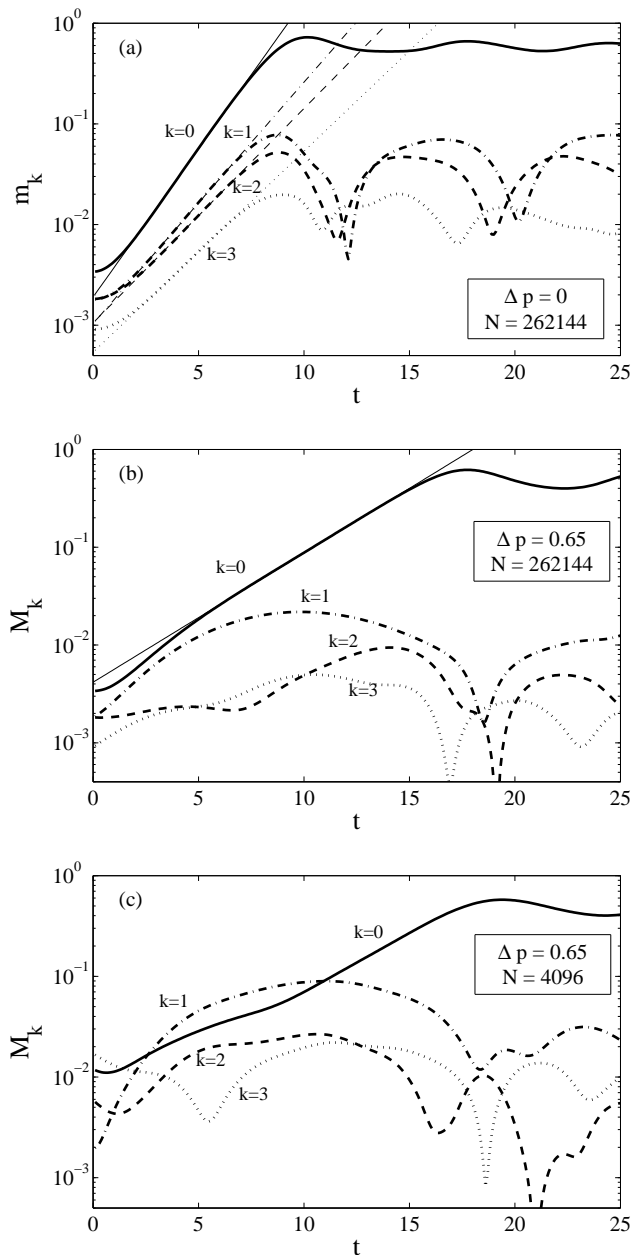 10^0
(a)
10^-1
k=0
k=1
k=2
m_k
10^-2
k=3
10^-3
Δ p = 0
N = 262144
0 5 10 15 20 25
t
10^0
(b)
10^-1
Δ p = 0.65
N = 262144
k=0
k=1
M_k
10^-2
k=2
k=3
10^-3
0 5 10 15 20 25
t
10^0
(c)
k=0
Δ p = 0.65
N = 4096
10^-1
k=1
M_k
k=2
10^-2
k=3
10^-3
0 5 10 15 20 25
t